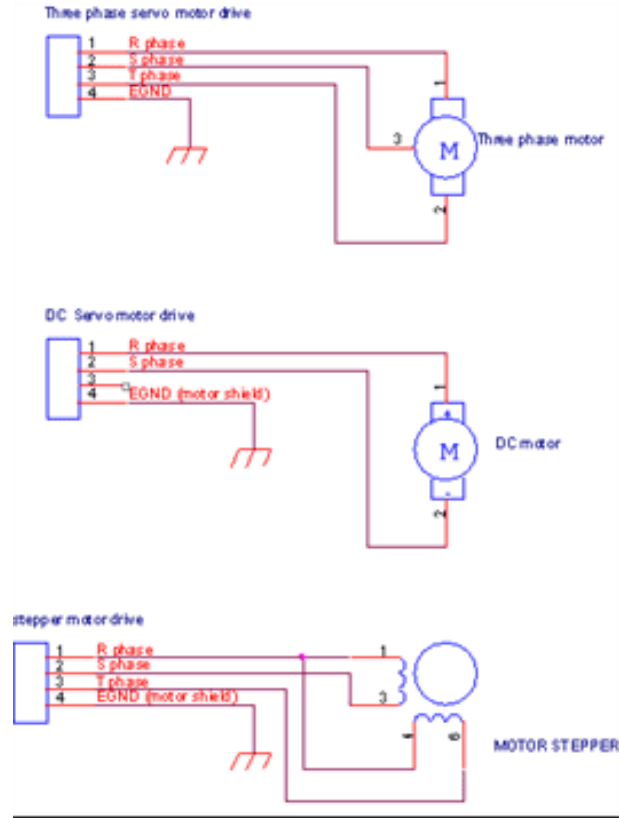 Three phase servo motor drive
1 R phase
2 S phase
3 T phase
4 EGND
1
3
M
Three phase motor
2
DC Servo motor drive
1 R phase
2 S phase
3
4 EGND (motor shield)
1
+
M
DC motor
-
2
stepper motor drive
1 R phase
2 S phase
3 T phase
4 EGND (motor shield)
1
3
4
6
MOTOR STEPPER